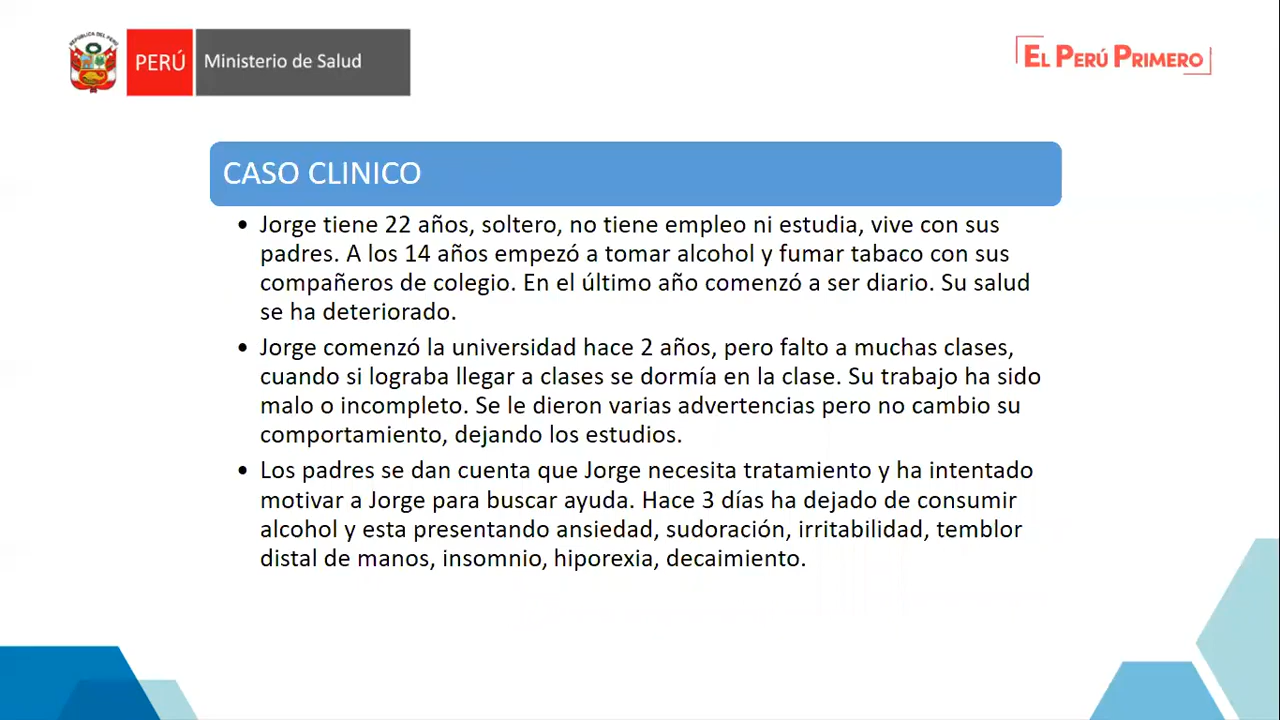 REPÚBLICA DEL PERÚ
PERÚ
Ministerio de Salud
EL PERÚ PRIMERO
CASO CLINICO
• Jorge tiene 22 años, soltero, no tiene empleo ni estudia, vive con sus
padres. A los 14 años empezó a tomar alcohol y fumar tabaco con sus
compañeros de colegio. En el último año comenzó a ser diario. Su salud
se ha deteriorado.
• Jorge comenzó la universidad hace 2 años, pero falto a muchas clases,
cuando si lograba llegar a clases se dormía en la clase. Su trabajo ha sido
malo o incompleto. Se le dieron varias advertencias pero no cambio su
comportamiento, dejando los estudios.
• Los padres se dan cuenta que Jorge necesita tratamiento y ha intentado
motivar a Jorge para buscar ayuda. Hace 3 días ha dejado de consumir
alcohol y esta presentando ansiedad, sudoración, irritabilidad, temblor
distal de manos, insomnio, hiporexia, decaimiento.